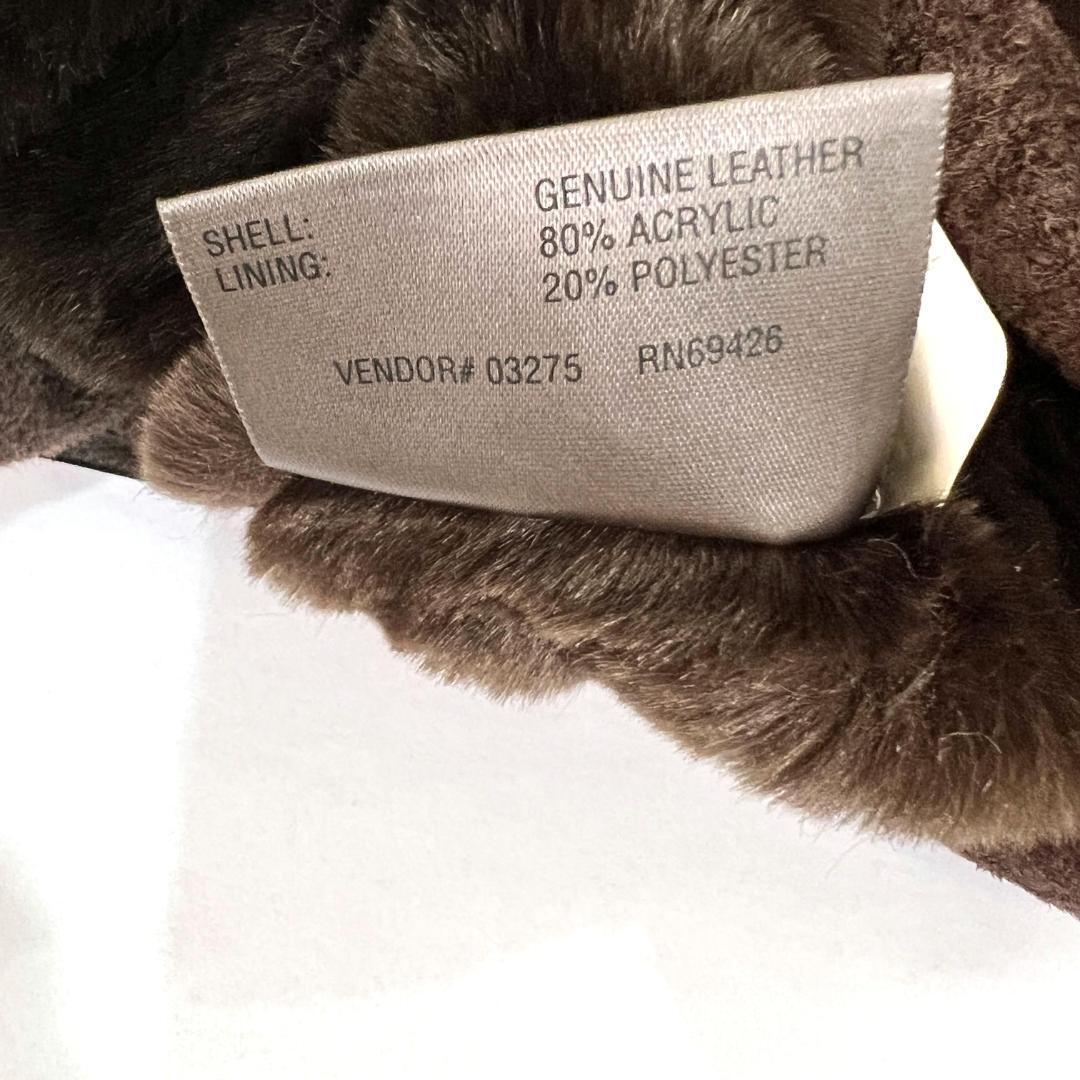 SHELL: GENUINE LEATHER
LINING: 80% ACRYLIC
20% POLYESTER
VENDOR# 03275 RN69426